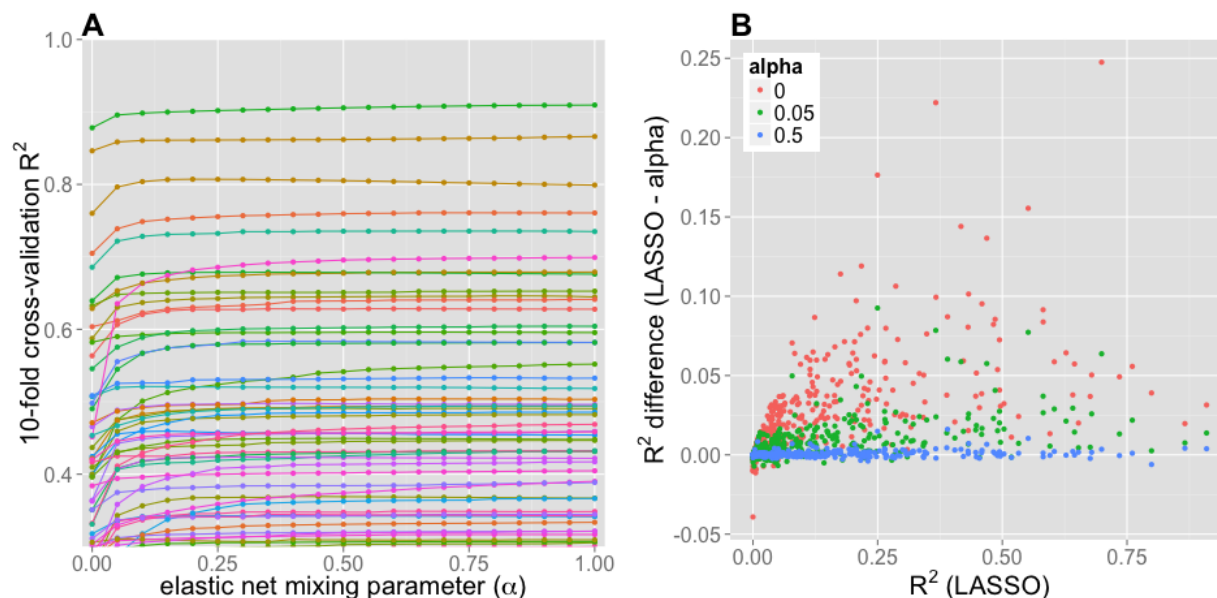 A
1.0
0.8
0.6
0.4
10-fold cross-validation R²
0.00 0.25 0.50 0.75 1.00
elastic net mixing parameter (α)
B
alpha
0
0.05
0.5
0.25
0.20
0.15
0.10
0.05
0.00
-0.05
R² difference (LASSO - alpha)
0.00 0.25 0.50 0.75
R² (LASSO)